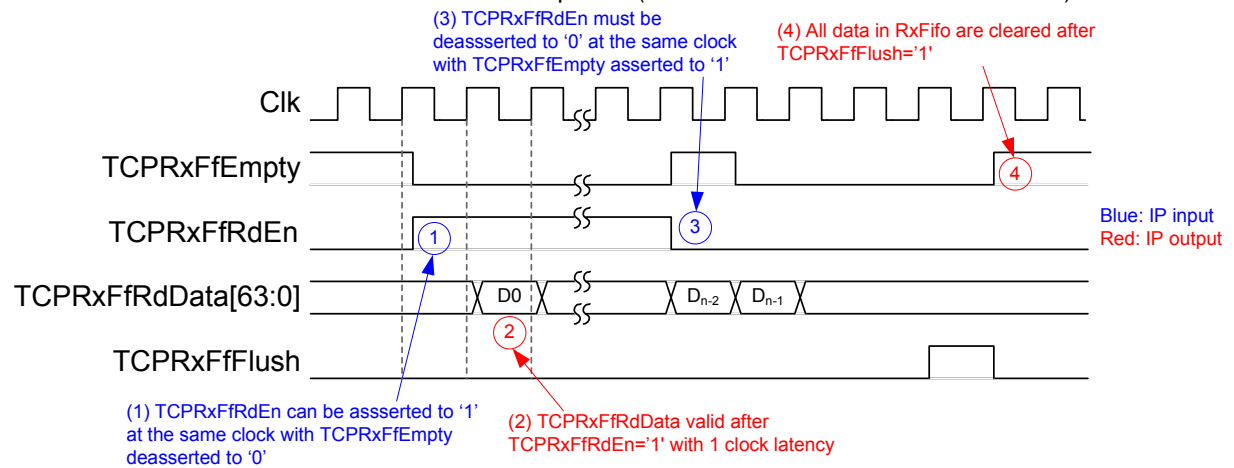 (3) TCPRxFfRdEn must be
deassserted to ‘0’ at the same clock
with TCPRxFfEmpty asserted to ‘1’
(4) All data in RxFifo are cleared after
TCPRxFfFlush=’1'
Clk
TCPRxFfEmpty
4
TCPRxFfRdEn
1
3
Blue: IP input
Red: IP output
TCPRxFfRdData[63:0]
D0
Dn-2
Dn-1
2
TCPRxFfFlush
(1) TCPRxFfRdEn can be assserted to ‘1’
at the same clock with TCPRxFfEmpty
deasserted to ‘0’
(2) TCPRxFfRdData valid after
TCPRxFfRdEn=’1' with 1 clock latency